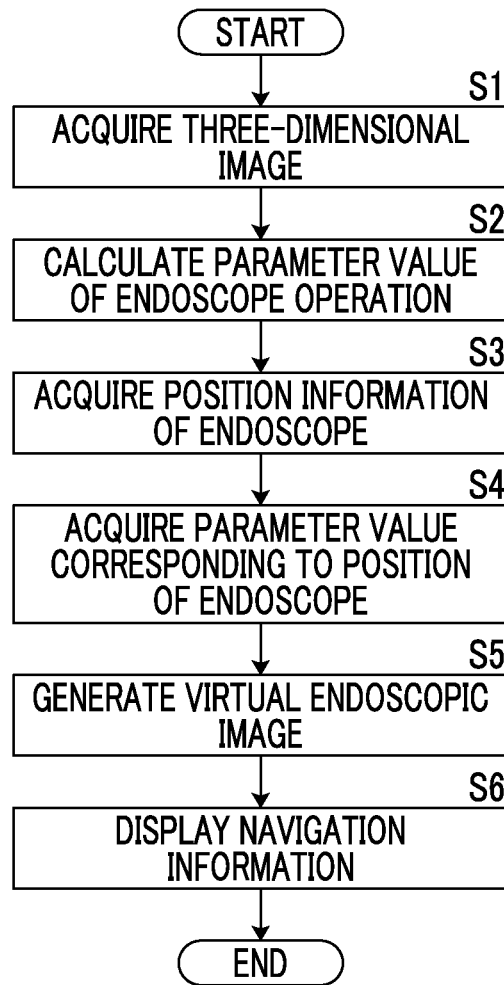 START
S1
ACQUIRE THREE-DIMENSIONAL
IMAGE
S2
CALCULATE PARAMETER VALUE
OF ENDOSCOPE OPERATION
S3
ACQUIRE POSITION INFORMATION
OF ENDOSCOPE
S4
ACQUIRE PARAMETER VALUE
CORRESPONDING TO POSITION
OF ENDOSCOPE
S5
GENERATE VIRTUAL ENDOSCOPIC
IMAGE
S6
DISPLAY NAVIGATION
INFORMATION
END